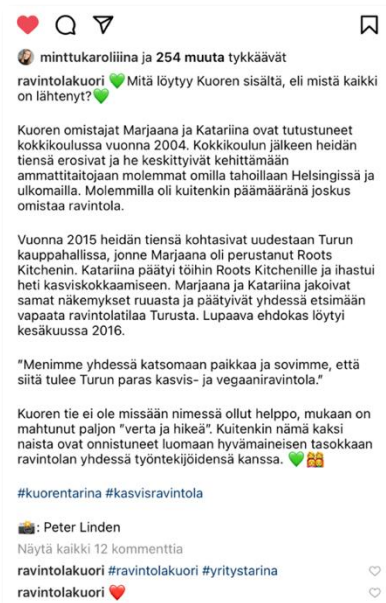 minttukaroliiina ja 254 muuta tykkäävät
ravintolakuori 💚Mitä löytyy Kuoren sisältä, eli mistä kaikki
on lähtenyt?💚
Kuoren omistajat Marjaana ja Katariina ovat tutustuneet
kokkikoulussa vuonna 2004. Kokkikoulun jälkeen heidän
tiensä erosivat ja he keskittyivät kehittämään
ammattitaitojaan molemmat omilla tahoillaan Helsingissä ja
ulkomailla. Molemmilla oli kuitenkin päämääränä joskus
omistaa ravintola.
Vuonna 2015 heidän tiensä kohtasivat uudestaan Turun
kauppahallissa, jonne Marjaana oli perustanut Roots
Kitchenin. Katariina päätyi töihin Roots Kitchenille ja ihastui
heti kasviskokkaamiseen. Marjaana ja Katariina jakoivat
samat näkemykset ruuasta ja päätyivät yhdessä etsimään
vapaata ravintolatilaa Turusta. Lupaava ehdokas löytyi
kesäkuussa 2016.
"Menimme yhdessä katsomaan paikkaa ja sovimme, että
siitä tulee Turun paras kasvis- ja vegaaniravintola."
Kuoren tie ei ole missään nimessä ollut helppo, mukaan on
mahtunut paljon "verta ja hikeä". Kuitenkin nämä kaksi
naista ovat onnistuneet luomaan hyvämaineisen tasokkaan
ravintolan yhdessä työntekijöidensä kanssa. 💚👯
#kuorentarina #kasvisravintola
📸: Peter Linden
Näytä kaikki 12 kommenttia
ravintolakuori #ravintolakuori #yritystarina
ravintolakuori ❤️